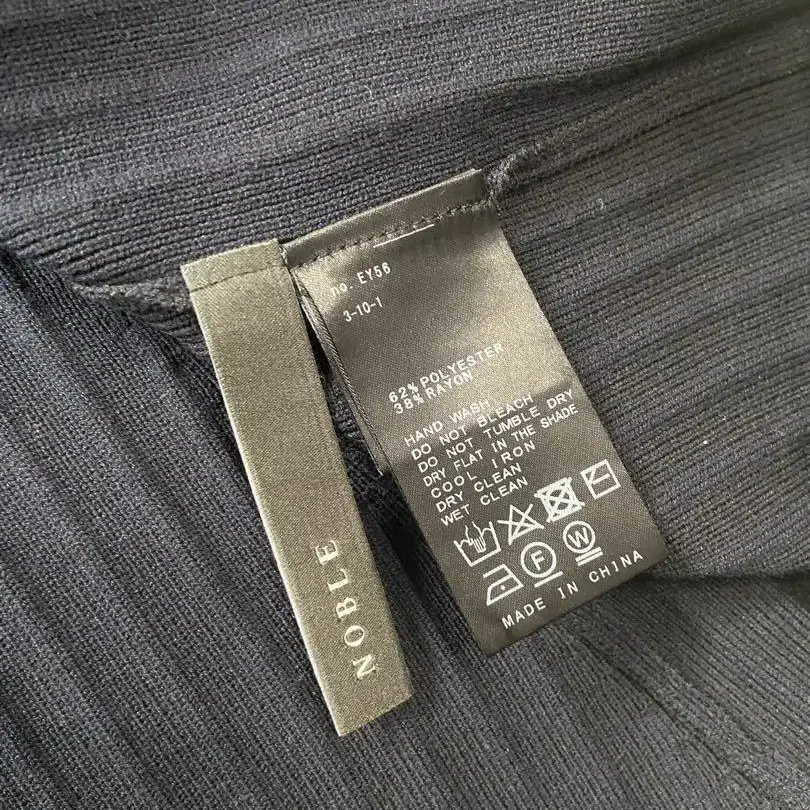 no. EY56
3-10-1
62% POLYESTER
38% RAYON
HAND WASH
DO NOT BLEACH
DO NOT TUMBLE DRY
DRY FLAT IN THE SHADE
COOL IRON
DRY CLEAN
WET CLEAN
F
W
MADE IN CHINA
NOBLE